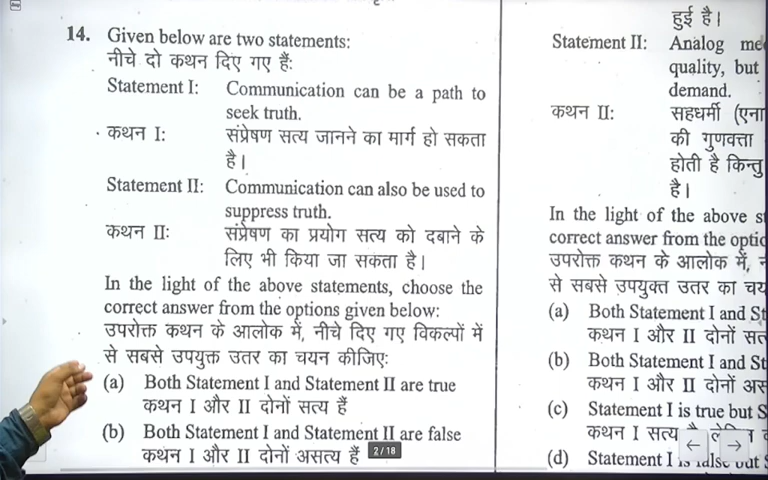 14. Given below are two statements:
नीचे दो कथन दिए गए हैंः
Statement I: Communication can be a path to
seek truth.
कथन I: संप्रेषण सत्य जानने का मार्ग हो सकता
है।
Statement II: Communication can also be used to
suppress truth.
कथन II: संप्रेषण का प्रयोग सत्य को दबाने के
लिए भी किया जा सकता है।
In the light of the above statements, choose the
correct answer from the options given below:
उपरोक्त कथन के आलोक में, नीचे दिए गए विकल्पों में
से सबसे उपयुक्त उतर का चयन कीजिएः
(a) Both Statement I and Statement II are true
कथन I और II दोनों सत्य हैं
(b) Both Statement I and Statement II are false
कथन I और II दोनों असत्य हैं
हुई है।
Statement II: Analog
quality, but
demand.
कथन II: सहधर्मी
की गुणवत्ता
होती है किन्तु
है।
In the light of the above
correct answer from the
उपरोक्त कथन के आलोक में,
से सबसे उपयुक्त उतर का
(a) Both Statement I and
कथन I और II दोनों
(b) Both Statement I and
कथन I और II दोनों
(c) Statement I is true but
कथन I सत्य
(d) Statement I is false but
2/18